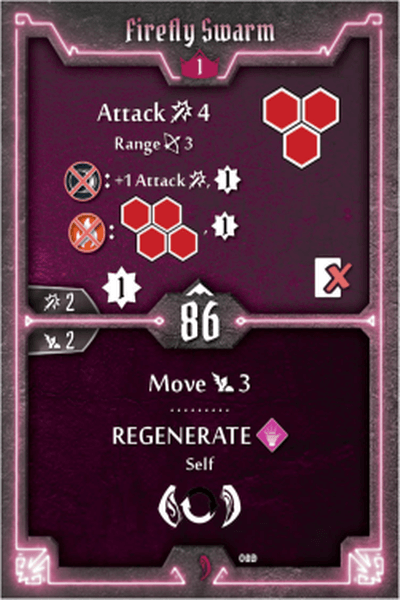 Firefly Swarm
1
Attack 4
Range 3
: +1 Attack , 1
: , 1
1
2
86
2
Move 3
REGENERATE
Self